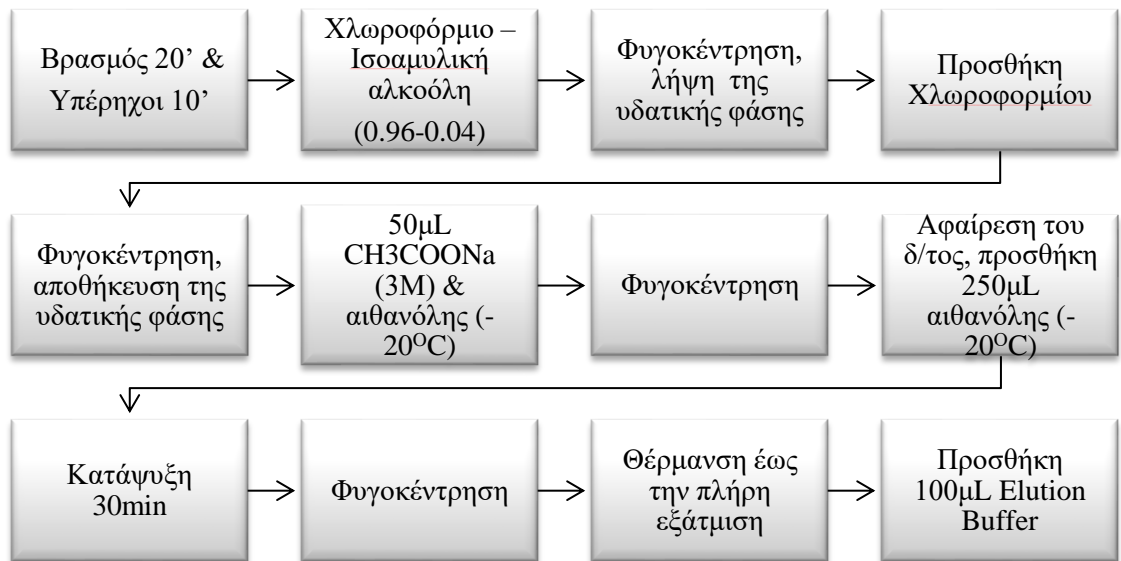 Βρασμός 20’ &
Υπέρηχοι 10’
Χλωροφόρμιο –
Ισοαμυλική
αλκοόλη
(0.96-0.04)
Φυγοκέντρηση,
λήψη της
υδατικής φάσης
Προσθήκη
Χλωροφορμίου
Φυγοκέντρηση,
αποθήκευση της
υδατικής φάσης
50μL
CH3COONa
(3M) &
αιθανόλης (-
20ᴼC)
Φυγοκέντρηση
Αφαίρεση του
δ/τος, προσθήκη
250μL
αιθανόλης (-
20ᴼC)
Κατάψυξη
30min
Φυγοκέντρηση
Θέρμανση έως
την πλήρη
εξάτμιση
Προσθήκη
100μL Elution
Buffer